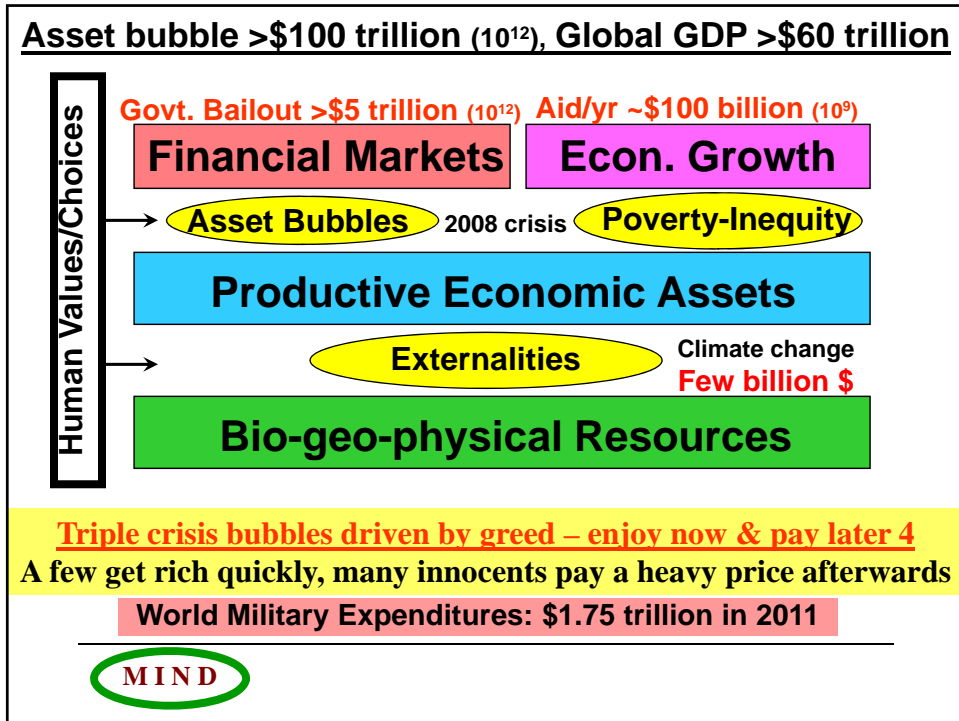 Asset bubble >$100 trillion (10¹²), Global GDP >$60 trillion
Human Values/Choices
Govt. Bailout >$5 trillion (10¹²) Aid/yr ~$100 billion (10⁹)
Financial Markets Econ. Growth
Asset Bubbles 2008 crisis Poverty-Inequity
Productive Economic Assets
Externalities Climate change
Few billion $
Bio-geo-physical Resources
Triple crisis bubbles driven by greed – enjoy now & pay later 4
A few get rich quickly, many innocents pay a heavy price afterwards
World Military Expenditures: $1.75 trillion in 2011
M I N D